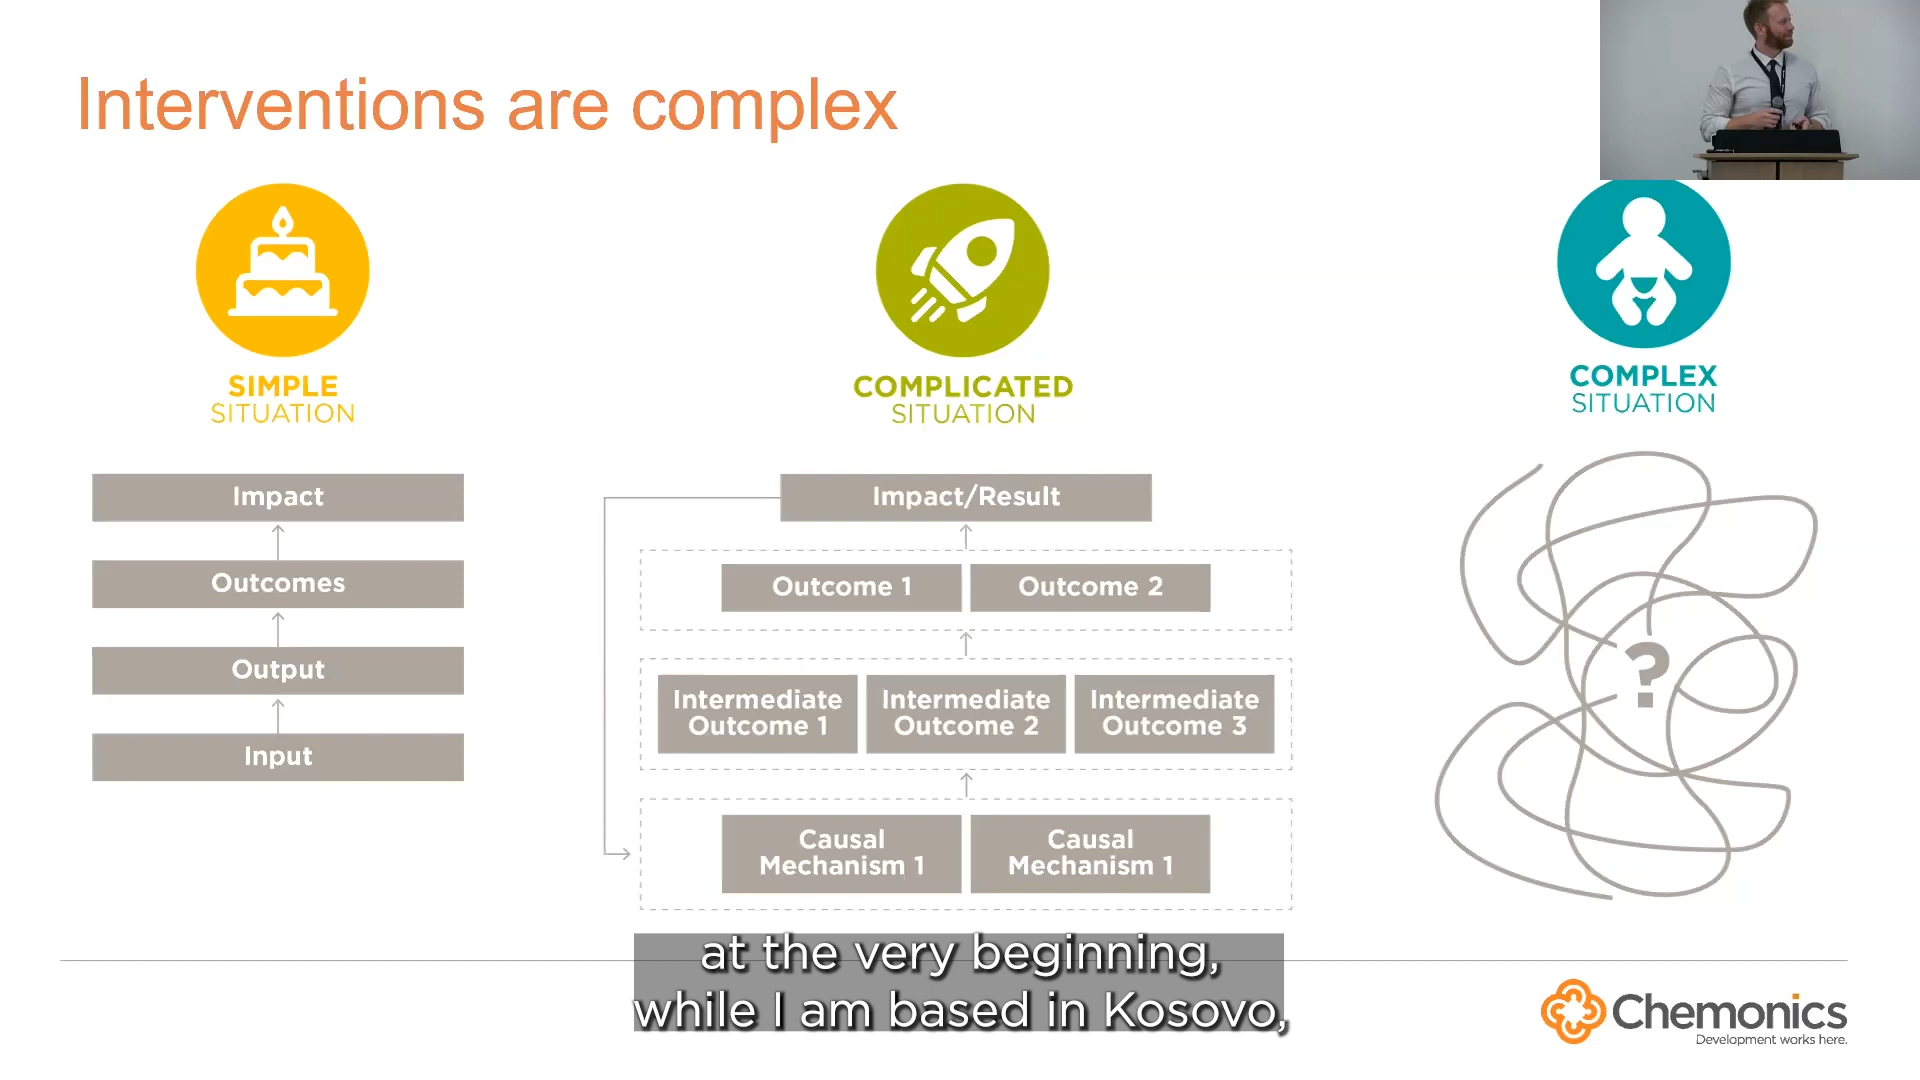 Interventions are complex
SIMPLE
SITUATION
Impact
Outcomes
Output
Input
COMPLICATED
SITUATION
Impact/Result
Outcome 1
Outcome 2
Intermediate
Outcome 1
Intermediate
Outcome 2
Intermediate
Outcome 3
Causal
Mechanism 1
Causal
Mechanism 1
COMPLEX
SITUATION
?
at the very beginning,
while I am based in Kosovo,
Chemonics
Development works here.